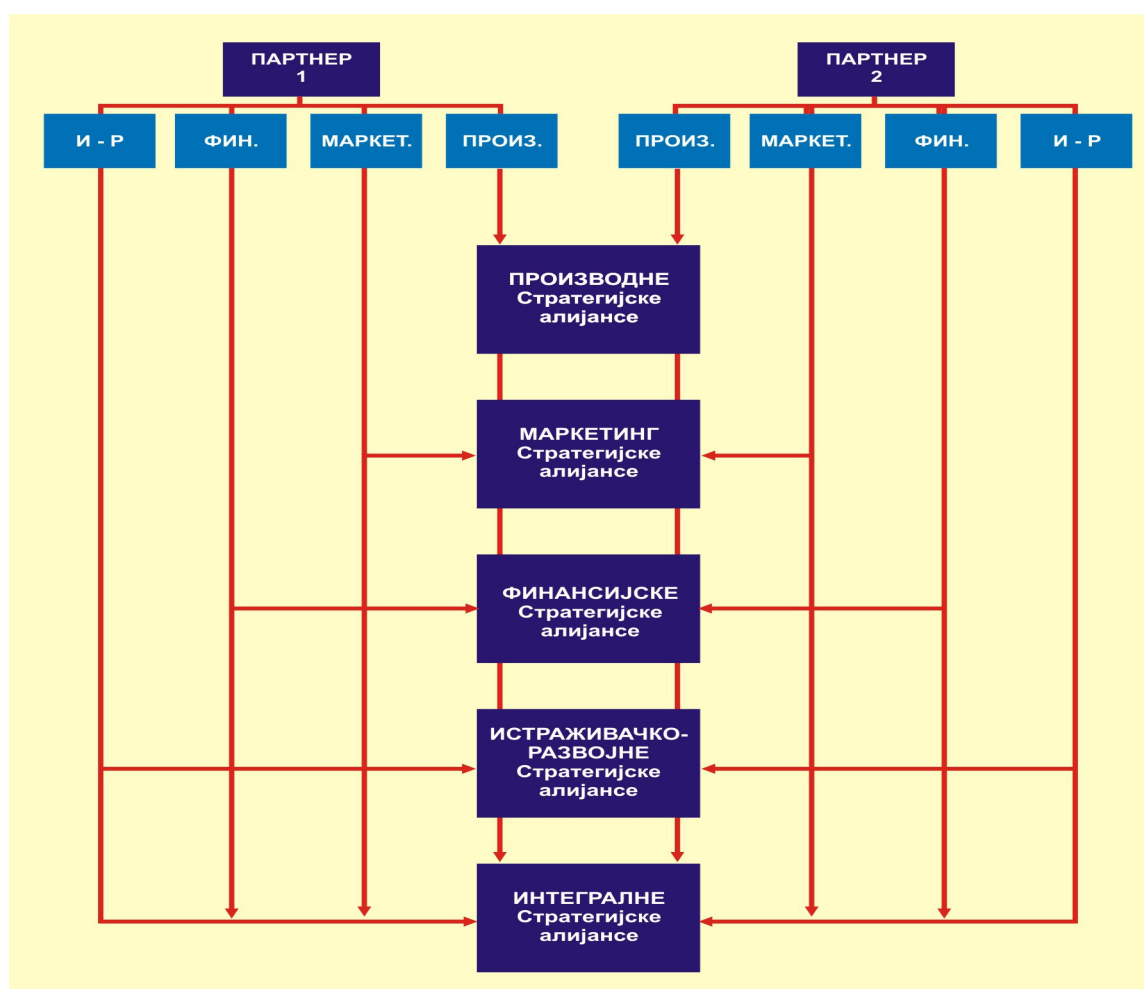 ПАРТНЕР
1
ПАРТНЕР
2
И - Р
ФИН.
МАРКЕТ.
ПРОИЗ.
ПРОИЗ.
МАРКЕТ.
ФИН.
И - Р
ПРОИЗВОДНЕ
Стратегијске
алијансе
МАРКЕТИНГ
Стратегијске
алијансе
ФИНАНСИЈСКЕ
Стратегијске
алијансе
ИСТРАЖИВАЧКО-
РАЗВОЈНЕ
Стратегијске
алијансе
ИНТЕГРАЛНЕ
Стратегијске
алијансе